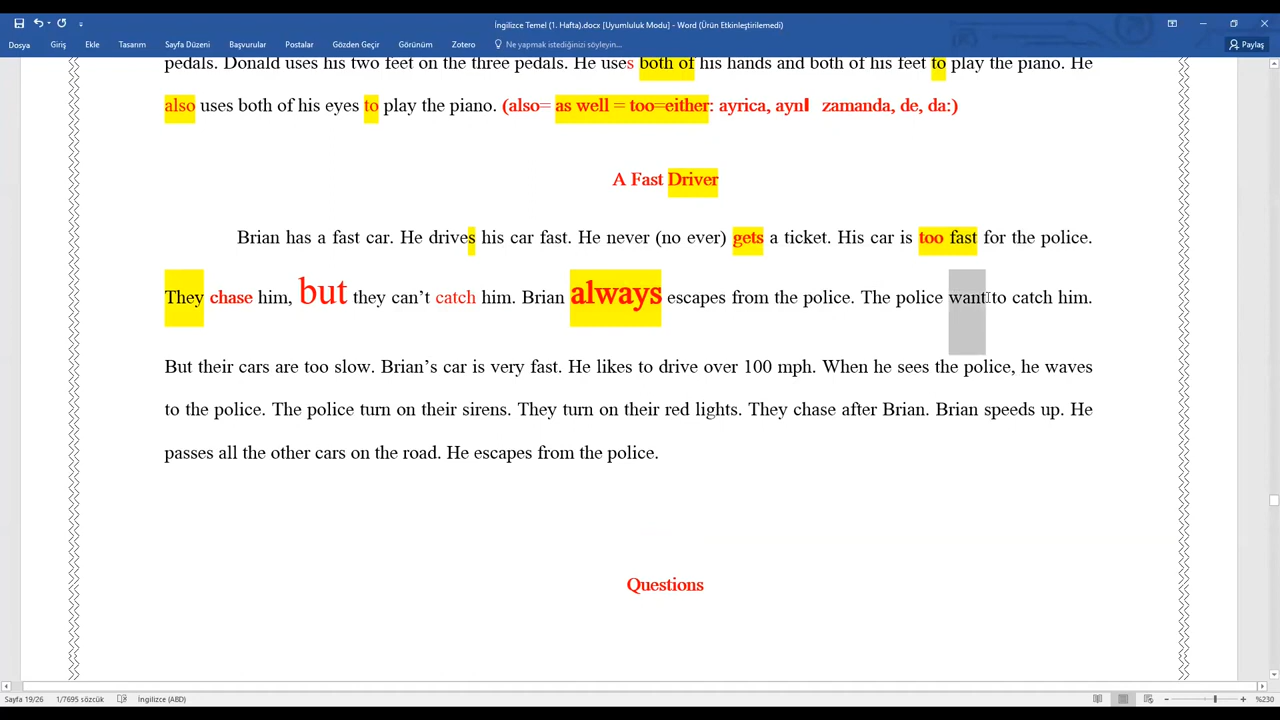 İngilizce Temel (1. Hafta).docx [Uyumluluk Modu] - Word (Ürün Etkinleştirilemedi)
Dosya Giriş Ekle Tasarım Sayfa Düzeni Başvurular Postalar Gözden Geçir Görünüm Zotero Ne yapmak istediğinizi söyleyin... Paylaş
pedals. Donald uses his two feet on the three pedals. He uses both of his hands and both of his feet to play the piano. He
also uses both of his eyes to play the piano. (also= as well = too=either: ayrica, aynI zamanda, de, da:)
A Fast Driver
Brian has a fast car. He drives his car fast. He never (no ever) gets a ticket. His car is too fast for the police.
They chase him, but they can't catch him. Brian always escapes from the police. The police want to catch him.
But their cars are too slow. Brian's car is very fast. He likes to drive over 100 mph. When he sees the police, he waves
to the police. The police turn on their sirens. They turn on their red lights. They chase after Brian. Brian speeds up. He
passes all the other cars on the road. He escapes from the police.
Questions
Sayfa 19/26 1/7695 sözcük İngilizce (ABD) %230